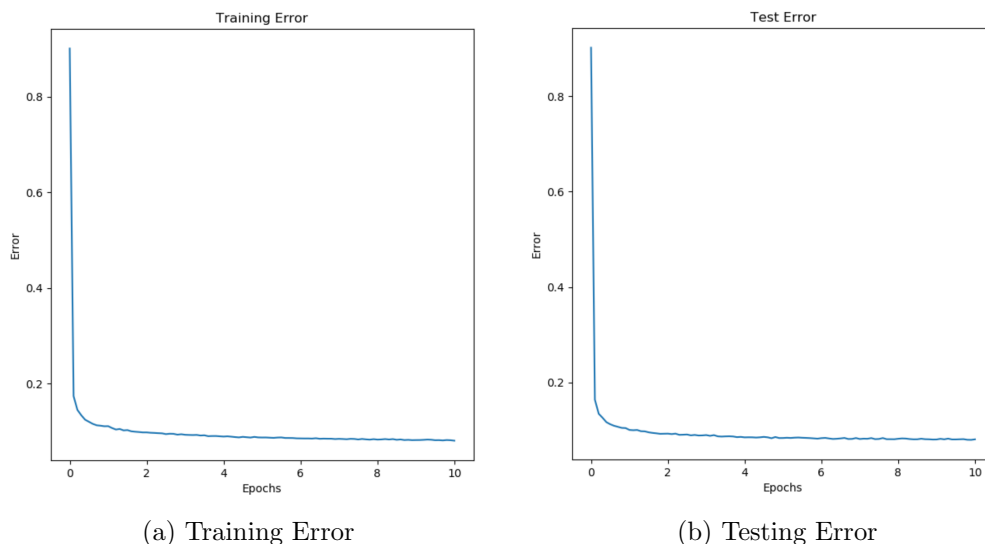 Training Error
Error
0.8
0.6
0.4
0.2
0 2 4 6 8 10
Epochs
(a) Training Error
Test Error
Error
0.8
0.6
0.4
0.2
0 2 4 6 8 10
Epochs
(b) Testing Error